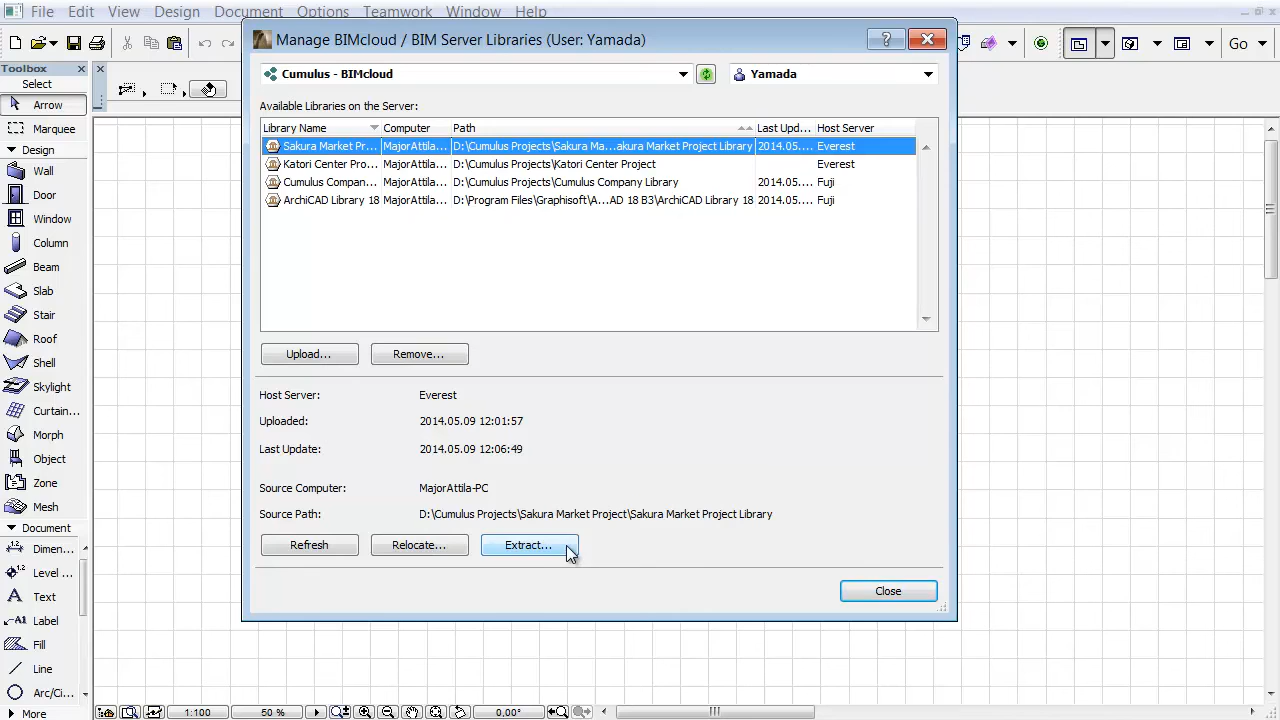 File Edit View Design Document Options Teamwork Window Help
Manage BIMcloud / BIM Server Libraries (User: Yamada)
Go
Toolbox
Select
Arrow
Marquee
Design
Wall
Door
Window
Column
Beam
Slab
Stair
Roof
Shell
Skylight
Curtain...
Morph
Object
Zone
Mesh
Document
Dimen...
Level ...
Text
Label
Fill
Line
Arc/Ci...
More
Cumulus - BIMcloud
Yamada
Available Libraries on the Server:
Library Name Computer Path Last Upd... Host Server
Sakura Market Pr... MajorAttila... D:\Cumulus Projects\Sakura Ma...akura Market Project Library 2014.05.... Everest
Katori Center Pro... MajorAttila... D:\Cumulus Projects\Katori Center Project Everest
Cumulus Compan... MajorAttila... D:\Cumulus Projects\Cumulus Company Library 2014.05.... Fuji
ArchiCAD Library 18 MajorAttila... D:\Program Files\Graphisoft\A...AD 18 B3\ArchiCAD Library 18 2014.05.... Fuji
Upload... Remove...
Host Server: Everest
Uploaded: 2014.05.09 12:01:57
Last Update: 2014.05.09 12:06:49
Source Computer: MajorAttila-PC
Source Path: D:\Cumulus Projects\Sakura Market Project\Sakura Market Project Library
Refresh Relocate... Extract...
Close
1:100 50 % 0,00°